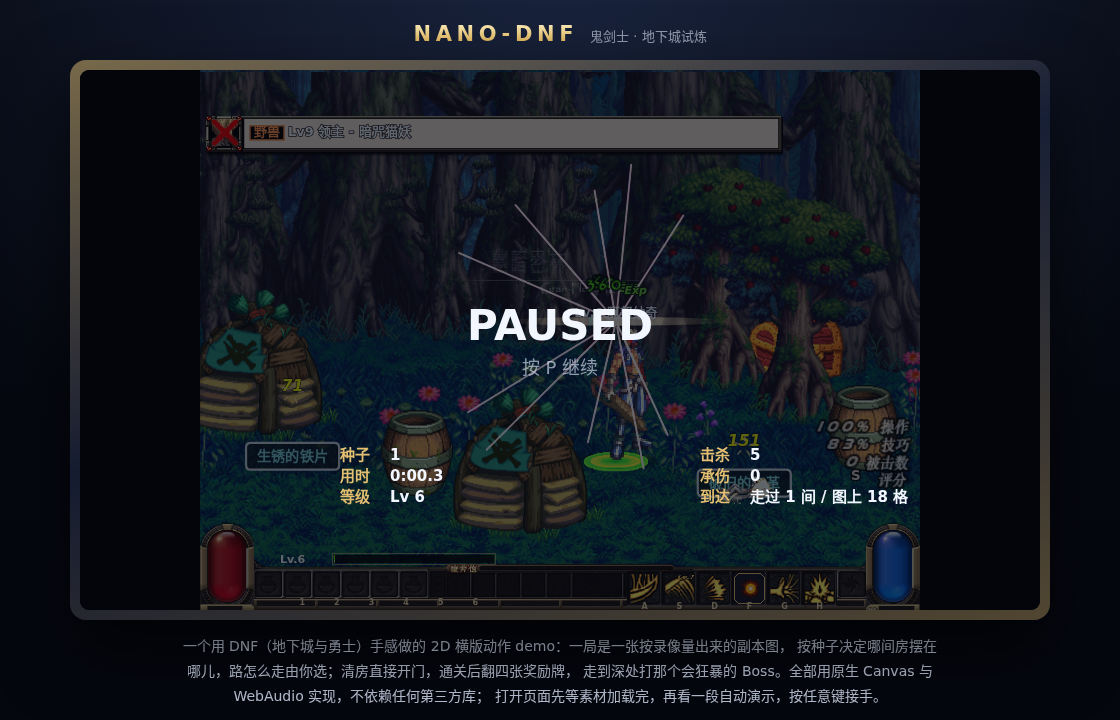 NANO-DNF 鬼剑士 · 地下城试炼
野兽 Lv9 领主 - 暗咒猫妖
PAUSED
按 P 继续
71
151
100% 操作
83% 技巧
0 被击数
S 评分
生锈的铁片
种子 1
用时 0:00.3
等级 Lv 6
击杀 5
承伤 0
到达 走过 1 间 / 图上 18 格
Lv.6
1 2 3 4 5 6
A S D F G H
一个用 DNF（地下城与勇士）手感做的 2D 横版动作 demo：一局是一张按录像量出来的副本图， 按种子决定哪间房摆在
哪儿，路怎么走由你选；清房直接开门，通关后翻四张奖励牌， 走到深处打那个会狂暴的 Boss。全部用原生 Canvas 与
WebAudio 实现，不依赖任何第三方库； 打开页面先等素材加载完，再看一段自动演示，按任意键接手。